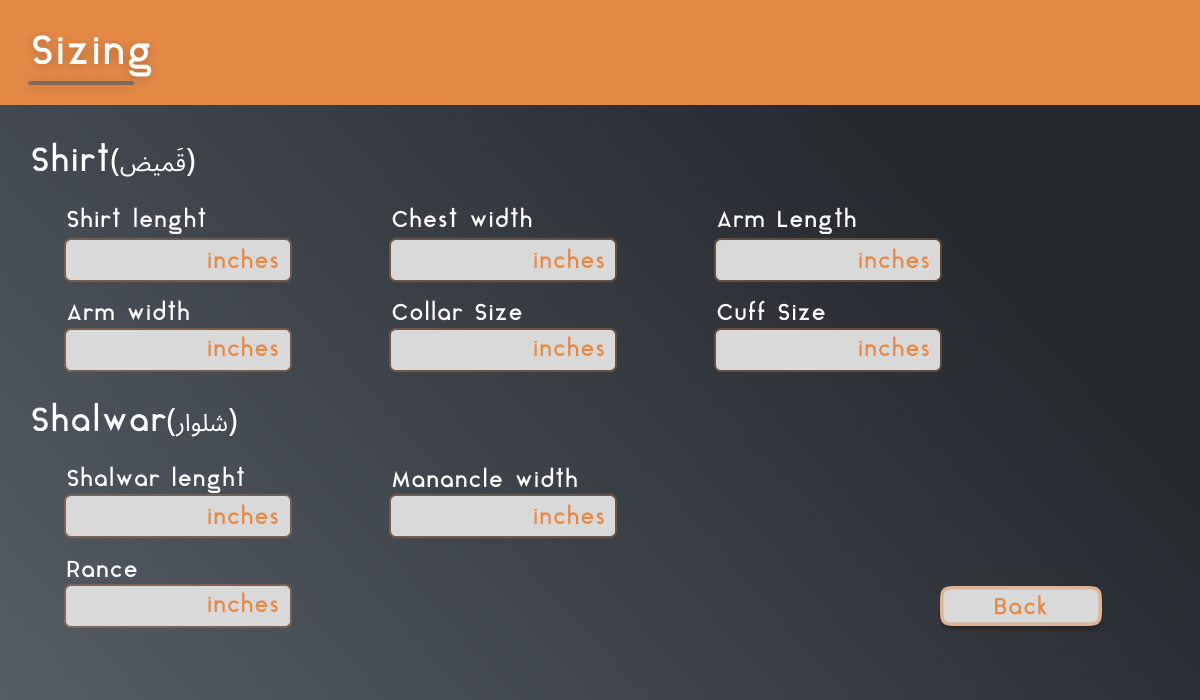 Sizing
Shirt(قَمیض)
Shirt lenght Chest width Arm Length
inches inches inches
Arm width Collar Size Cuff Size
inches inches inches
Shalwar(شلوار)
Shalwar lenght Manancle width
inches inches
Rance
inches
Back